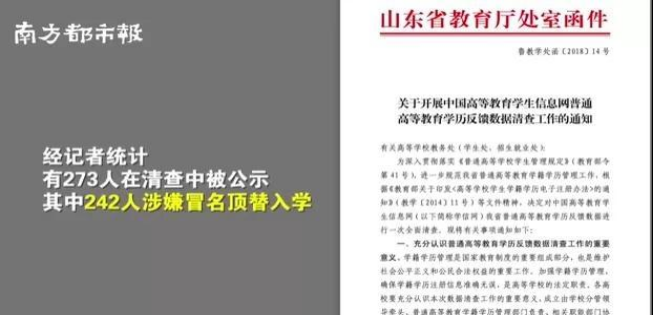 南方都市報
经记者统计
有273人在清查中被公示
其中242人涉嫌冒名顶替入学
山东省教育厅处室函件
鲁教学处函〔2018〕14号
关于开展中国高等教育学生信息网普通
高等教育学历反馈数据清查工作的通知
有关高等学校教务处（学生处、招生就业处）：
为深入贯彻落实《普通高等学校学生管理规定》（教育部令
第41号），进一步规范我省普通高等教育学籍学历管理工作，根
据《教育部关于印发<高等学校学生学籍学历电子注册办法>的通
知》（教学〔2014〕11号）等文件精神，决定对中国高等教育学
生信息网（以下简称学信网）我省普通高等教育学历反馈数据进
行一次全面清查。现将有关事项通知如下：
一、充分认识普通高等教育学历反馈数据清查工作的重要
意义。学籍学历管理是国家教育制度的重要组成部分，也是维护
社会公平正义和公民合法权益的重要工作。加强学籍学历管理，
确保学籍学历注册信息准确无误，是高等学校的法定职责。各高
校要充分认识本次数据清查工作的重要意义，成立由学校分管领
导牵头、普通高等教育学籍学历管理部门负责、相关职能部门协